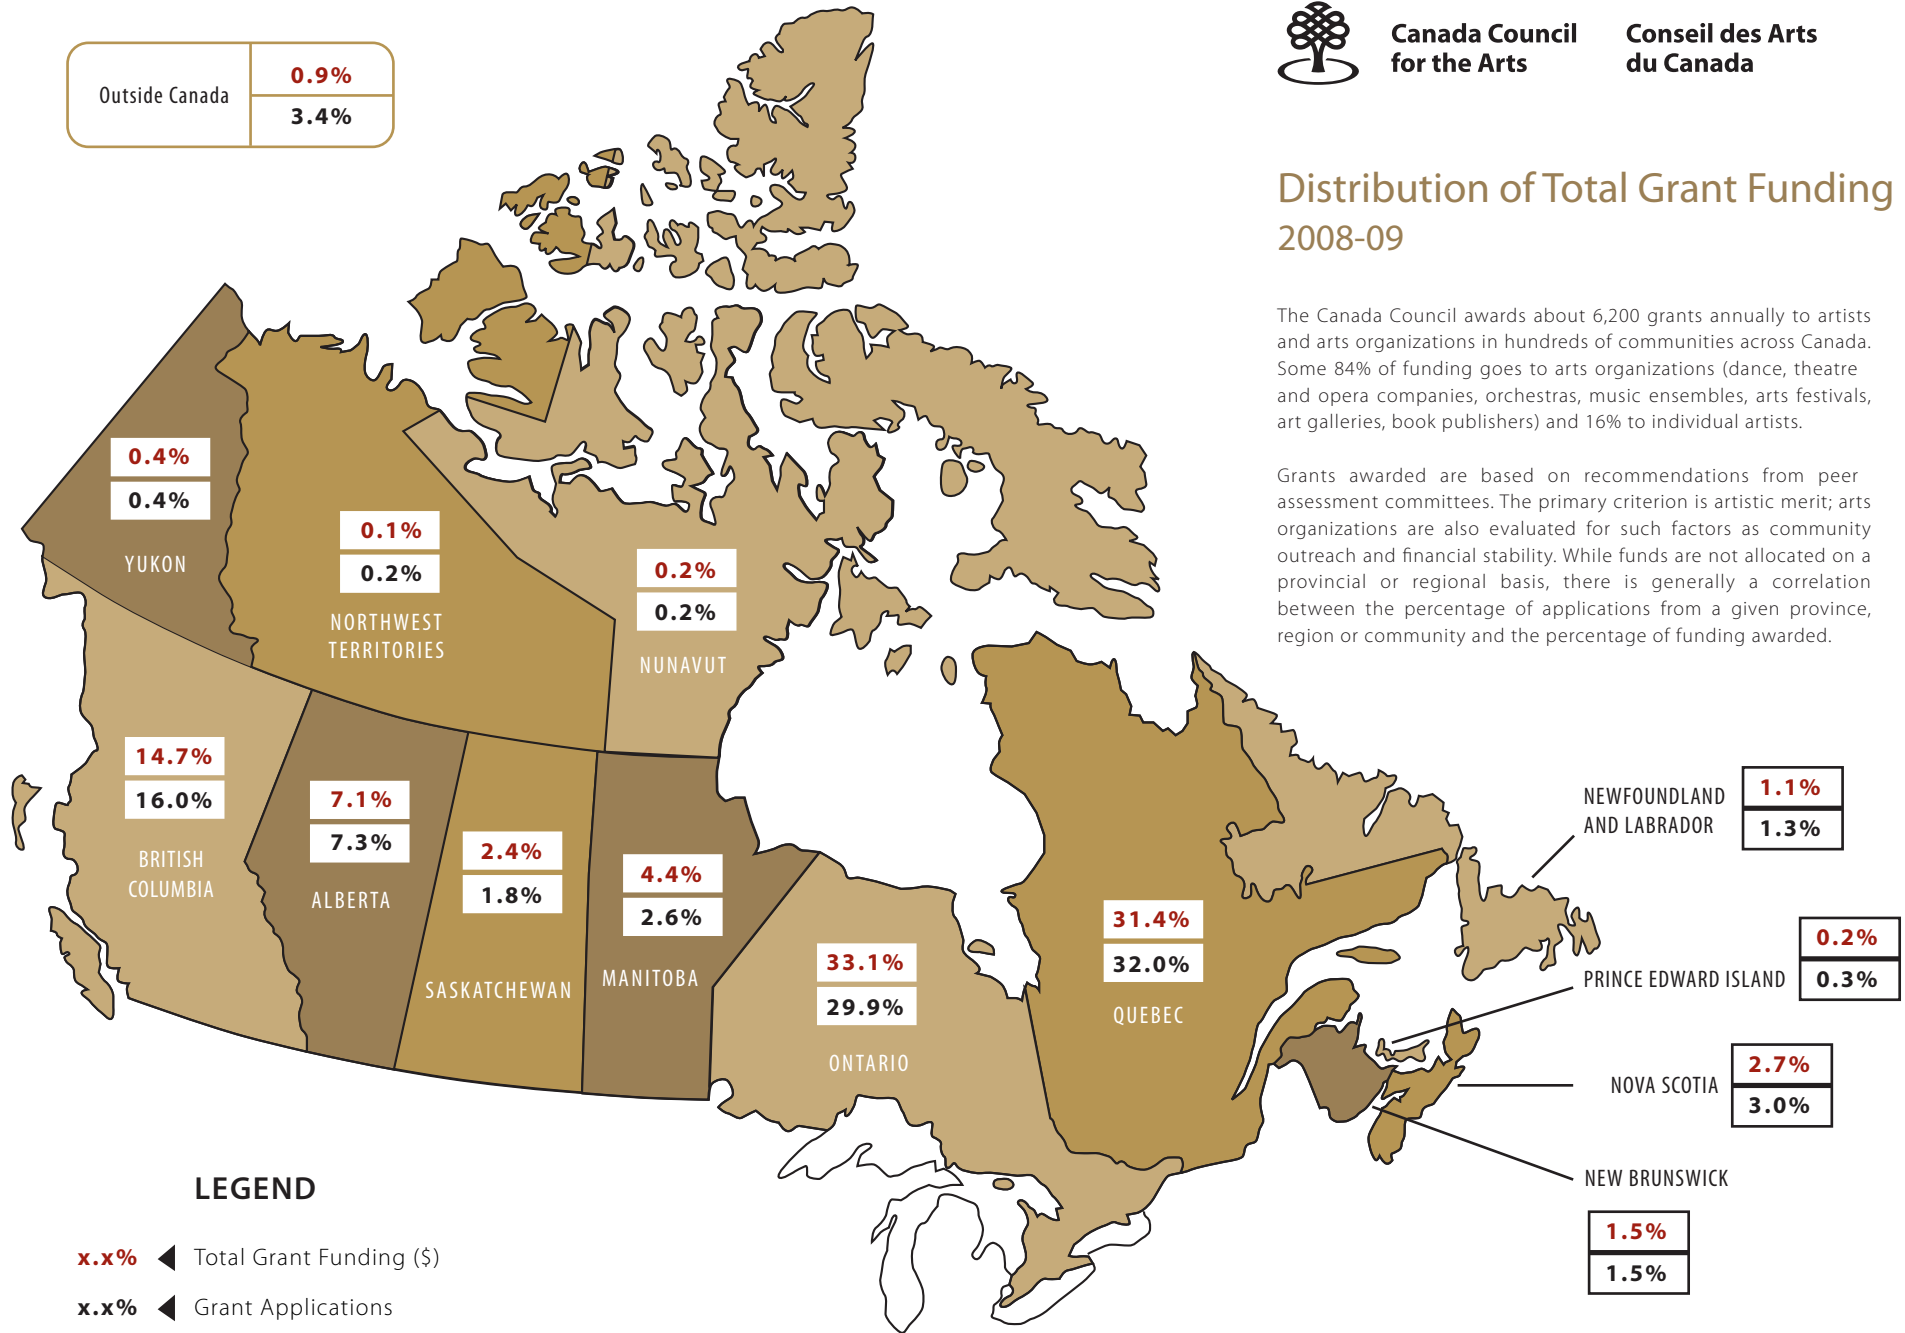 Outside Canada
0.9%
3.4%
Canada Council
for the Arts
Conseil des Arts
du Canada
Distribution of Total Grant Funding
2008-09
The Canada Council awards about 6,200 grants annually to artists
and arts organizations in hundreds of communities across Canada.
Some 84% of funding goes to arts organizations (dance, theatre
and opera companies, orchestras, music ensembles, arts festivals,
art galleries, book publishers) and 16% to individual artists.
Grants awarded are based on recommendations from peer
assessment committees. The primary criterion is artistic merit; arts
organizations are also evaluated for such factors as community
outreach and financial stability. While funds are not allocated on a
provincial or regional basis, there is generally a correlation
between the percentage of applications from a given province,
region or community and the percentage of funding awarded.
0.4%
0.4%
YUKON
0.1%
0.2%
NORTHWEST
TERRITORIES
0.2%
0.2%
NUNAVUT
14.7%
16.0%
BRITISH
COLUMBIA
7.1%
7.3%
ALBERTA
2.4%
1.8%
SASKATCHEWAN
4.4%
2.6%
MANITOBA
33.1%
29.9%
ONTARIO
31.4%
32.0%
QUEBEC
NEWFOUNDLAND
AND LABRADOR
1.1%
1.3%
PRINCE EDWARD ISLAND
0.2%
0.3%
NOVA SCOTIA
2.7%
3.0%
NEW BRUNSWICK
1.5%
1.5%
LEGEND
x.x% Total Grant Funding ($)
x.x% Grant Applications